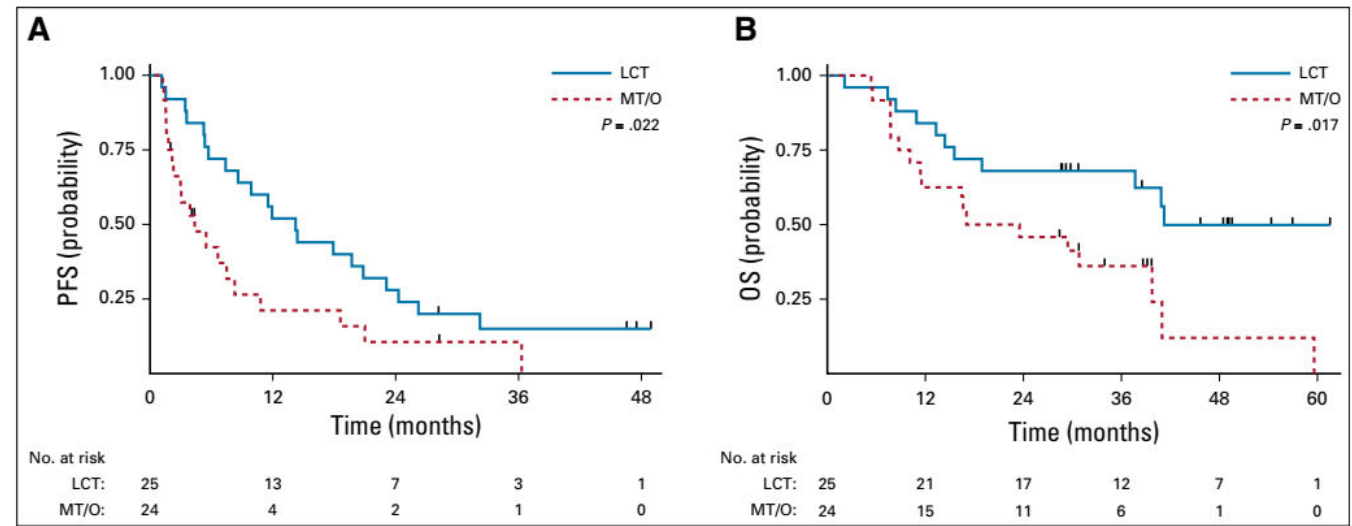 A
1.00
0.75
0.50
0.25
PFS (probability)
LCT
MT/O
P = .022
0 12 24 36 48
Time (months)
No. at risk
LCT: 25 13 7 3 1
MT/O: 24 4 2 1 0
B
1.00
0.75
0.50
0.25
OS (probability)
LCT
MT/O
P = .017
0 12 24 36 48 60
Time (months)
No. at risk
LCT: 25 21 17 12 7 1
MT/O: 24 15 11 6 1 0